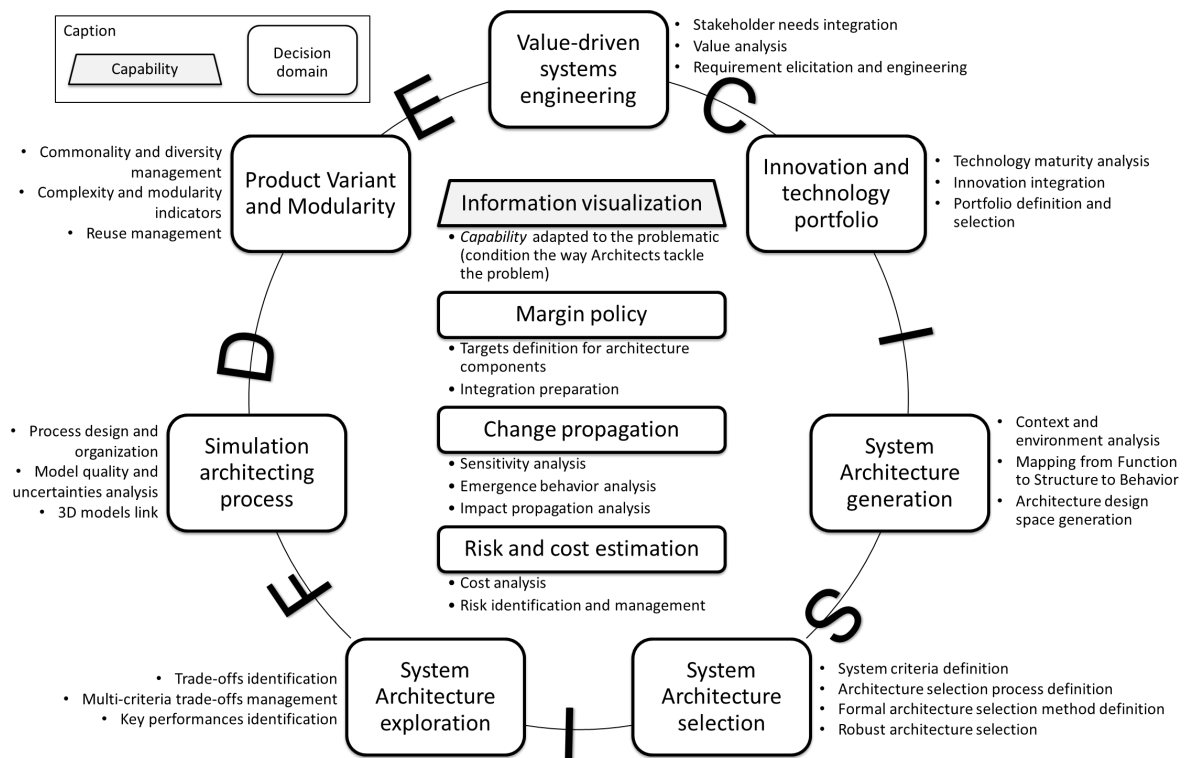 Caption
Capability
Decision
domain
Value-driven
systems
engineering
• Stakeholder needs integration
• Value analysis
• Requirement elicitation and engineering
E
C
Product Variant
and Modularity
• Commonality and diversity
management
• Complexity and modularity
indicators
• Reuse management
Innovation and
technology
portfolio
• Technology maturity analysis
• Innovation integration
• Portfolio definition and
selection
Information visualization
• Capability adapted to the problematic
(condition the way Architects tackle
the problem)
Margin policy
• Targets definition for architecture
components
• Integration preparation
D
I
Change propagation
• Sensitivity analysis
• Emergence behavior analysis
• Impact propagation analysis
Risk and cost estimation
• Cost analysis
• Risk identification and management
Simulation
architecting
process
• Process design and
organization
• Model quality and
uncertainties analysis
• 3D models link
System
Architecture
generation
• Context and
environment analysis
• Mapping from Function
to Structure to Behavior
• Architecture design
space generation
F
S
System
Architecture
exploration
• Trade-offs identification
• Multi-criteria trade-offs management
• Key performances identification
I
System
Architecture
selection
• System criteria definition
• Architecture selection process definition
• Formal architecture selection method definition
• Robust architecture selection